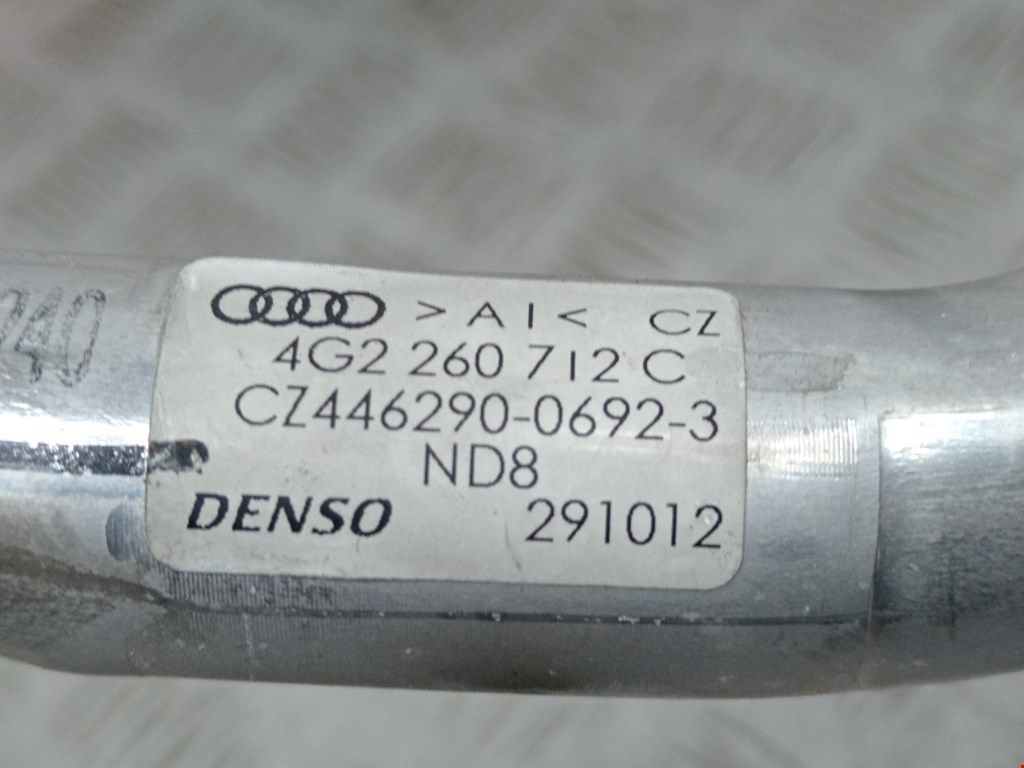 >AI< CZ
4G2 260 712 C
CZ446290-0692-3
ND8
DENSO 291012